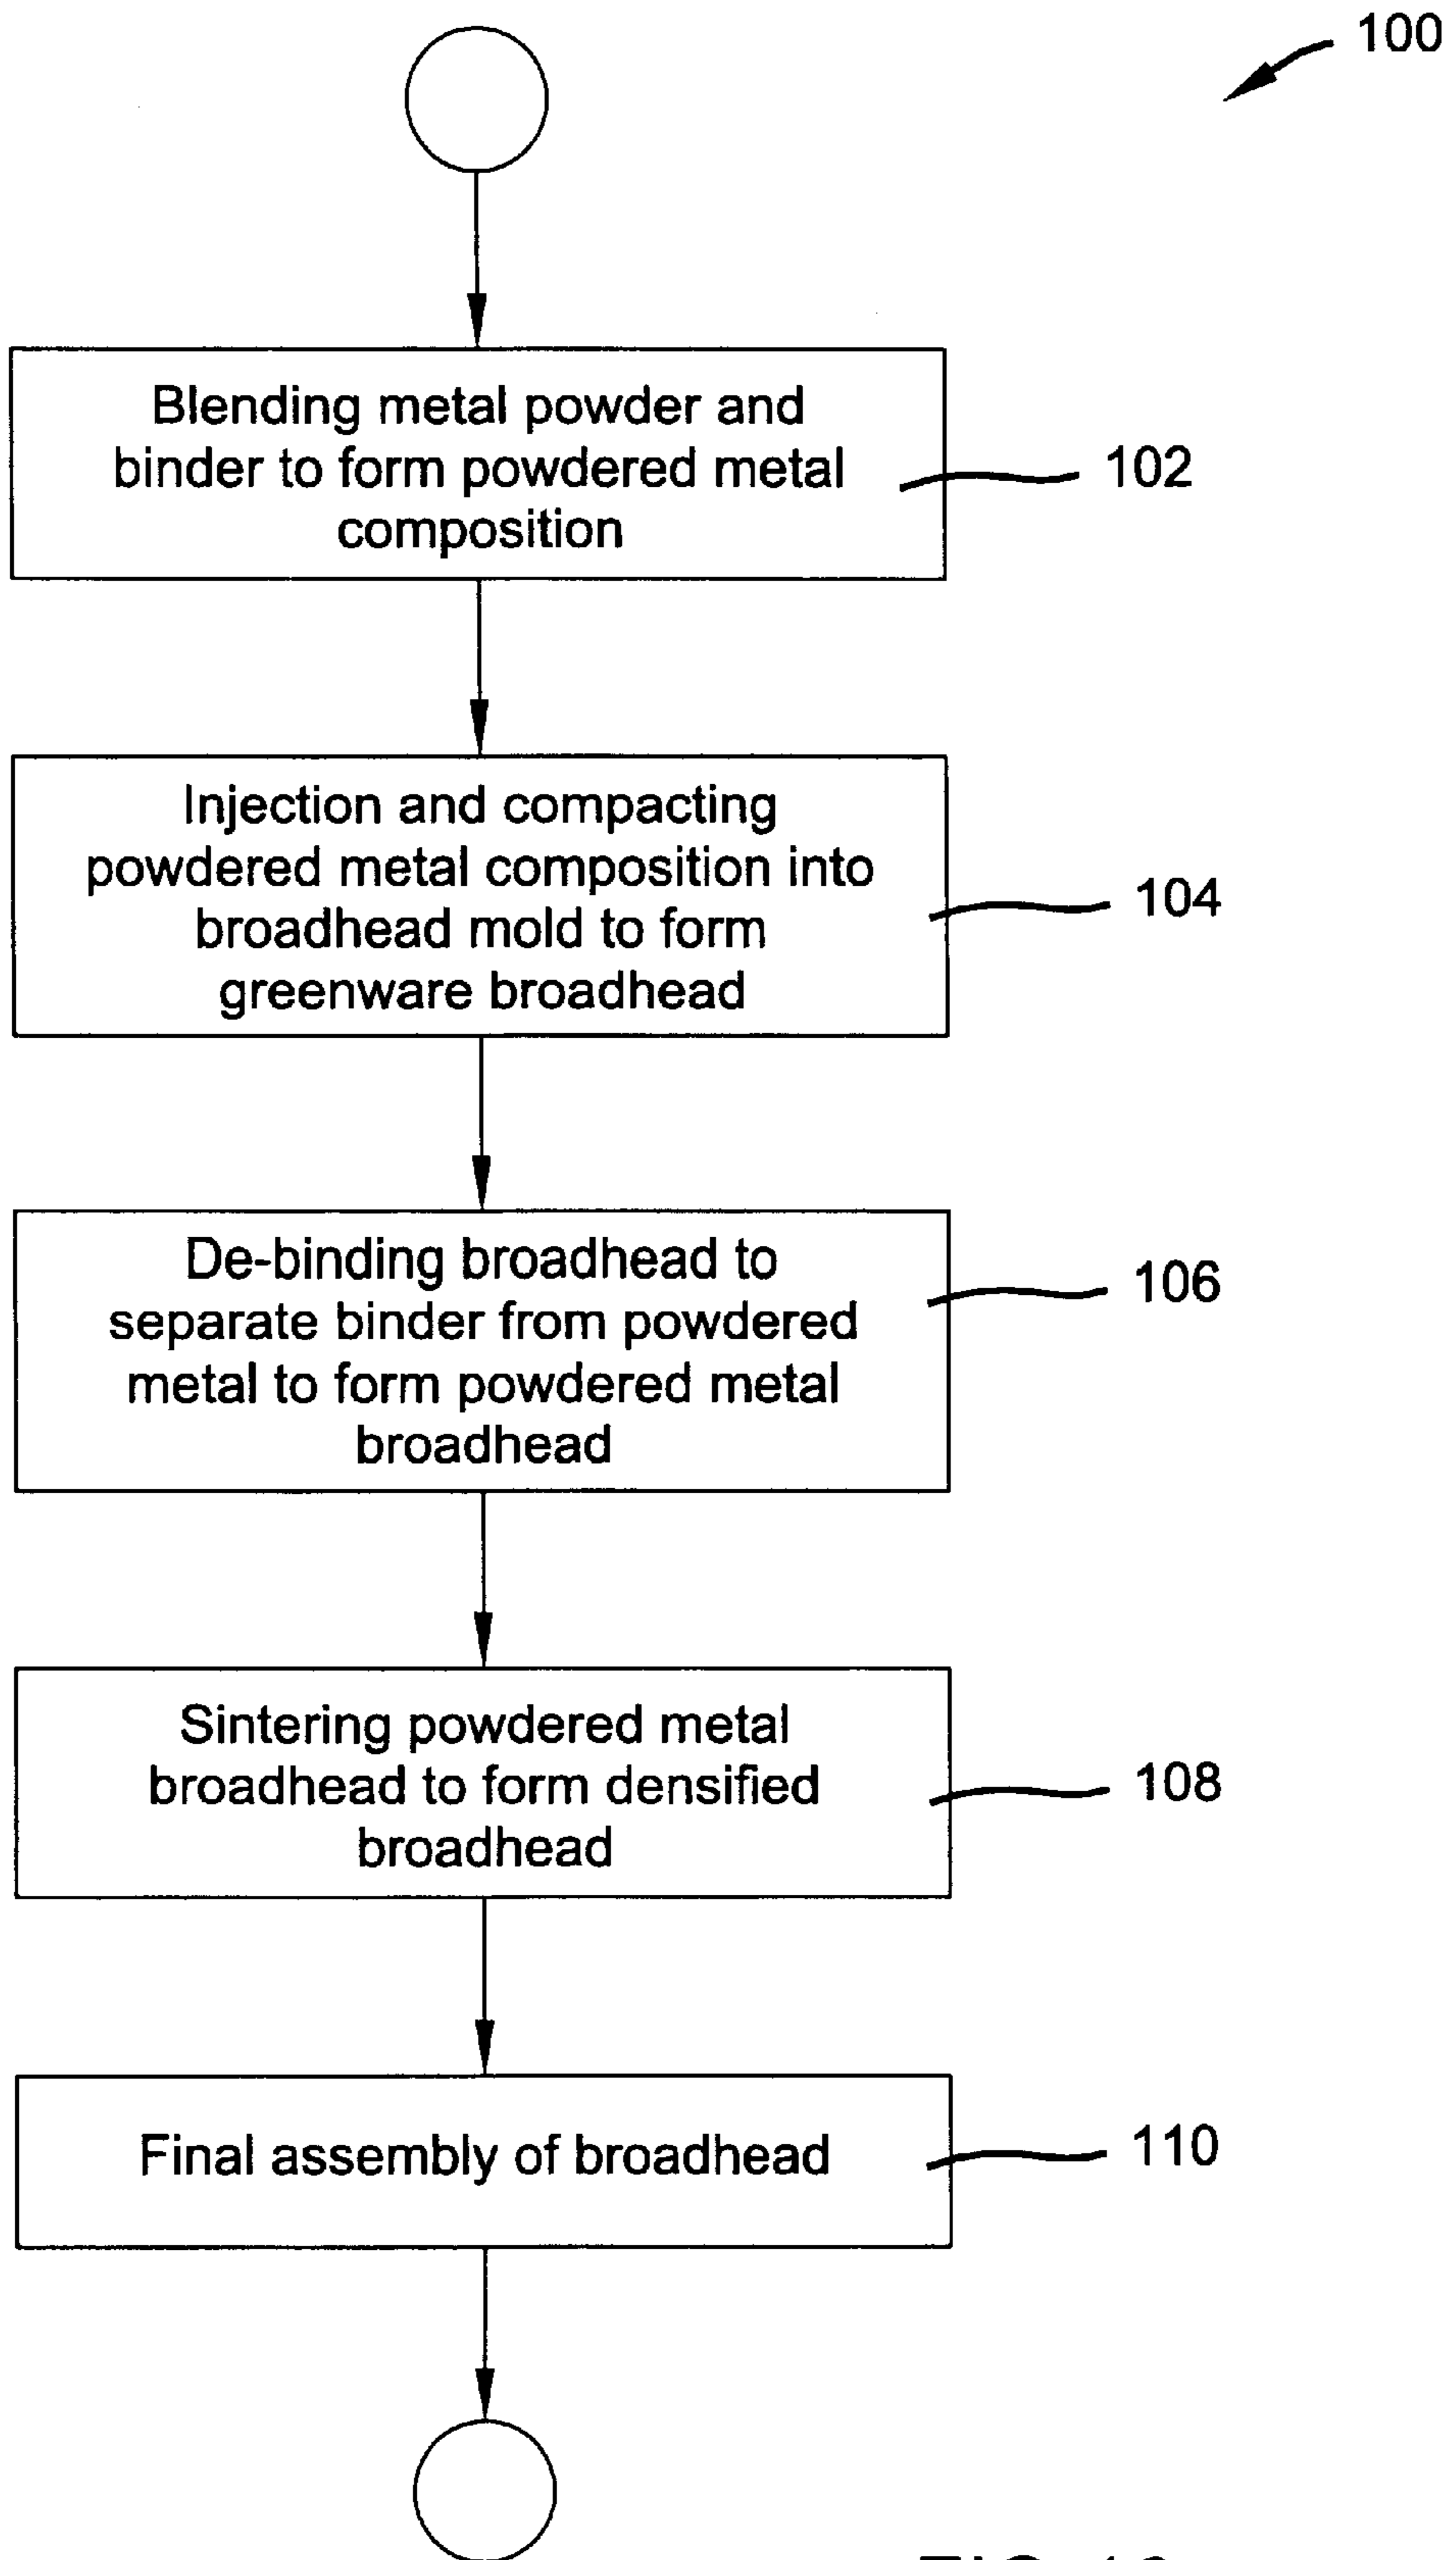 100
Blending metal powder and
binder to form powdered metal
composition
102
Injection and compacting
powdered metal composition into
broadhead mold to form
greenware broadhead
104
De-binding broadhead to
separate binder from powdered
metal to form powdered metal
broadhead
106
Sintering powdered metal
broadhead to form densified
broadhead
108
Final assembly of broadhead
110